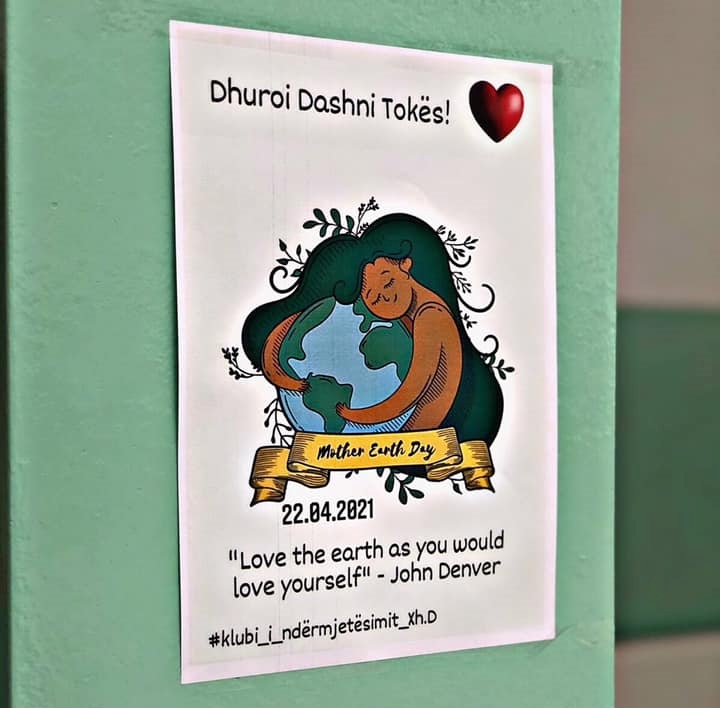 Dhuroi Dashni Tokës!
Mother Earth Day
22.04.2021
"Love the earth as you would
love yourself" - John Denver
#klubi_i_ndërmjetësimit_Xh.D